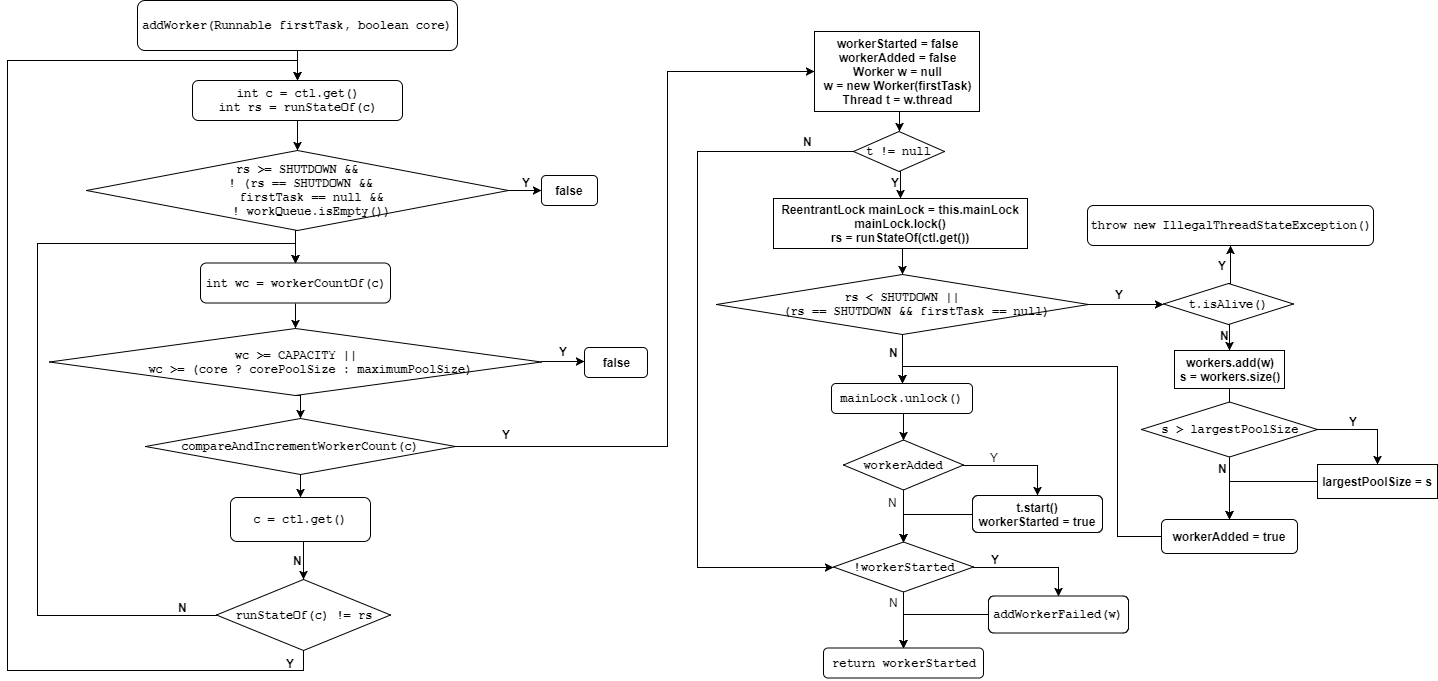 addWorker(Runnable firstTask, boolean core)
int c = ctl.get()
int rs = runStateOf(c)
rs >= SHUTDOWN &&
! (rs == SHUTDOWN &&
firstTask == null &&
! workQueue.isEmpty())
Y
false
int wc = workerCountOf(c)
wc >= CAPACITY ||
wc >= (core ? corePoolSize : maximumPoolSize)
Y
false
compareAndIncrementWorkerCount(c)
Y
c = ctl.get()
N
runStateOf(c) != rs
N
Y
workerStarted = false
workerAdded = false
Worker w = null
w = new Worker(firstTask)
Thread t = w.thread
t != null
N
Y
ReentrantLock mainLock = this.mainLock
mainLock.lock()
rs = runStateOf(ctl.get())
rs < SHUTDOWN ||
(rs == SHUTDOWN && firstTask == null)
Y
N
throw new IllegalThreadStateException()
Y
t.isAlive()
N
workers.add(w)
s = workers.size()
s > largestPoolSize
Y
N
largestPoolSize = s
workerAdded = true
mainLock.unlock()
workerAdded
Y
N
t.start()
workerStarted = true
!workerStarted
Y
N
addWorkerFailed(w)
return workerStarted